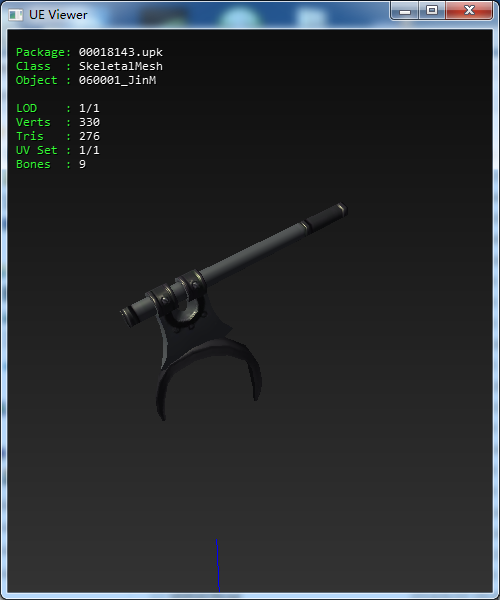 UE Viewer
Package: 00018143.upk
Class : SkeletalMesh
Object : 060001_JinM
LOD : 1/1
Verts : 330
Tris : 276
UV Set : 1/1
Bones : 9